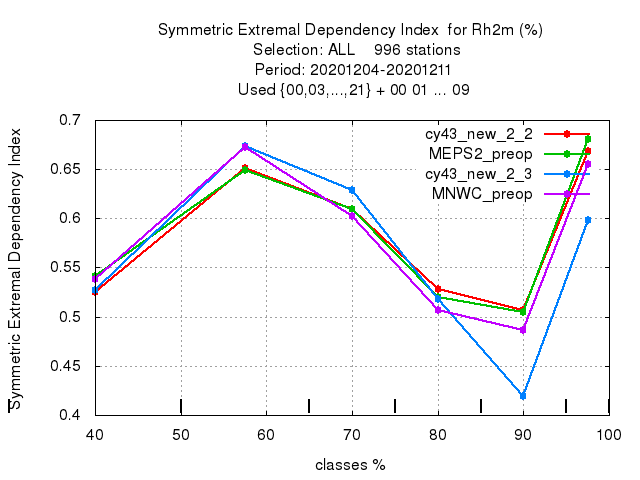 Symmetric Extremal Dependency Index  for Rh2m (%)
Selection: ALL    996 stations
Period: 20201204-20201211
Used {00,03,...,21} + 00 01 ... 09
Symmetric Extremal Dependency Index
0.7
0.65
0.6
0.55
0.5
0.45
0.4
cy43_new_2_2
MEPS2_preop
cy43_new_2_3
MNWC_preop
40 50 60 70 80 90 100
classes %